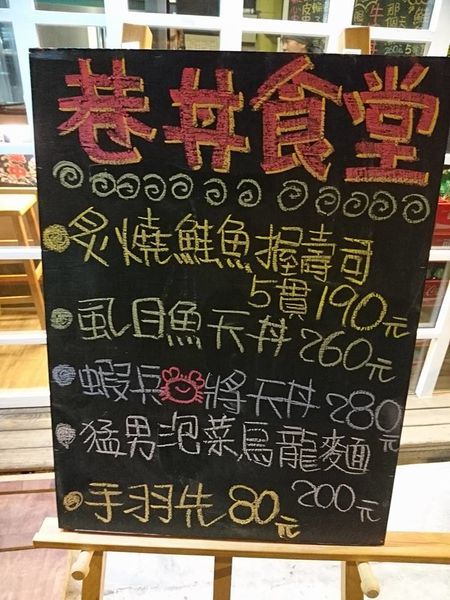 巷丼食堂
炙燒鮭魚握壽司
5貫190元
虱目魚天丼260元
蝦兵將天丼280元
猛男泡菜烏龍麵
200元
手羽先80元